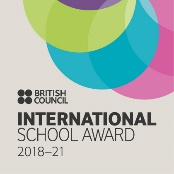 BRITISH
COUNCIL
INTERNATIONAL
SCHOOL AWARD
2018–21